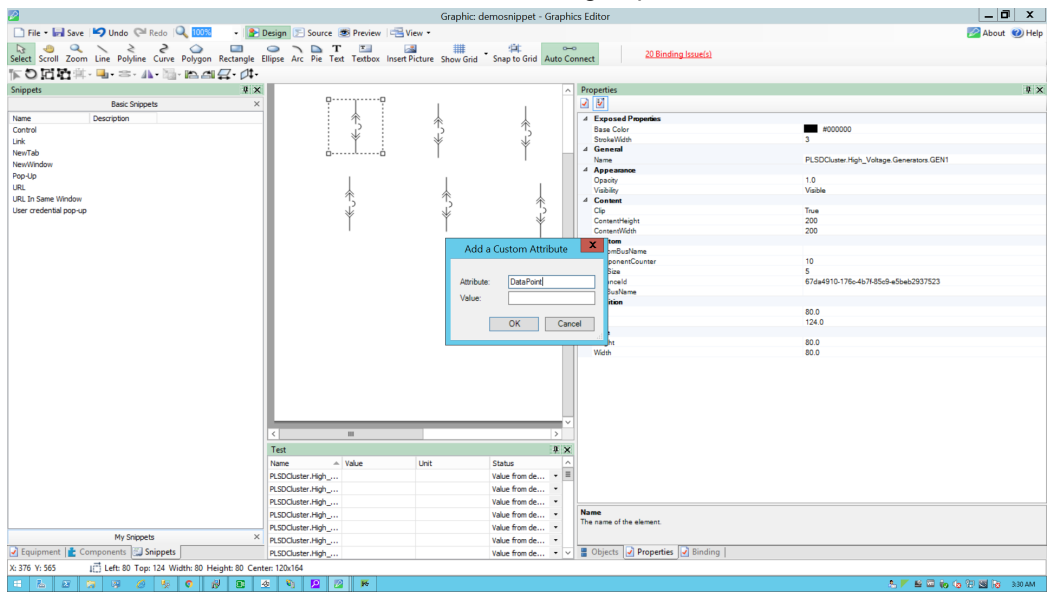 Graphic: demosnippet - Graphics Editor
File Save Undo Redo 100% Design Source Preview View About Help
Select Scroll Zoom Line Polyline Curve Polygon Rectangle Ellipse Arc Pie Text Textbox Insert Picture Show Grid Snap to Grid Auto Connect 20 Binding Issue(s)
Snippets
Basic Snippets
Name Description
Control
Link
NewTab
NewWindow
Pop-Up
URL
URL In Same Window
User credential pop-up
My Snippets
Equipment Components Snippets
Add a Custom Attribute
Attribute: DataPoint
Value:
OK Cancel
Test
Name Value Unit Status
PLSDCluster.High_... Value from de...
PLSDCluster.High_... Value from de...
PLSDCluster.High_... Value from de...
PLSDCluster.High_... Value from de...
PLSDCluster.High_... Value from de...
PLSDCluster.High_... Value from de...
PLSDCluster.High_... Value from de...
Properties
Exposed Properties
Base Color #000000
StrokeWidth 3
General
Name PLSDCluster.High_Voltage.Generators.GEN1
Appearance
Opacity 1.0
Visibility Visible
Content
Clip True
ContentHeight 200
ContentWidth 200
tom
omBusName
ponentCounter 10
Size 5
nceId 67da4910-176c-4b7f-85c9-e5beb2937523
BusName
ition
80.0
124.0
ht 80.0
Width 80.0
Name
The name of the element.
Objects Properties Binding
X: 376 Y: 565 Left: 80 Top: 124 Width: 80 Height: 80 Center: 120x164
3:30 AM